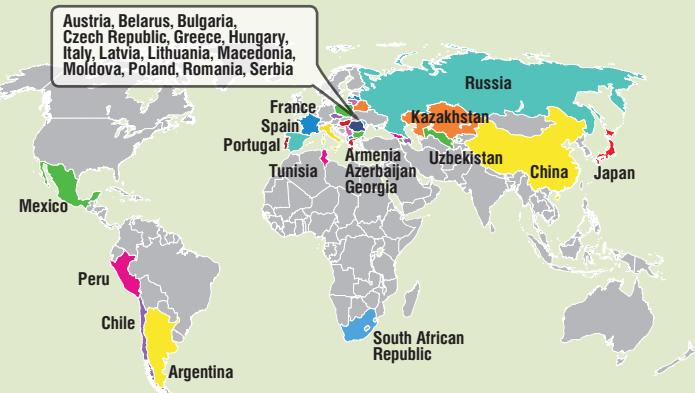 Austria, Belarus, Bulgaria,
Czech Republic, Greece, Hungary,
Italy, Latvia, Lithuania, Macedonia,
Moldova, Poland, Romania, Serbia
Russia
France
Kazakhstan
Spain
Portugal
Armenia
Azerbaijan
Georgia
Uzbekistan
China
Japan
Tunisia
Mexico
Peru
Chile
Argentina
South African
Republic